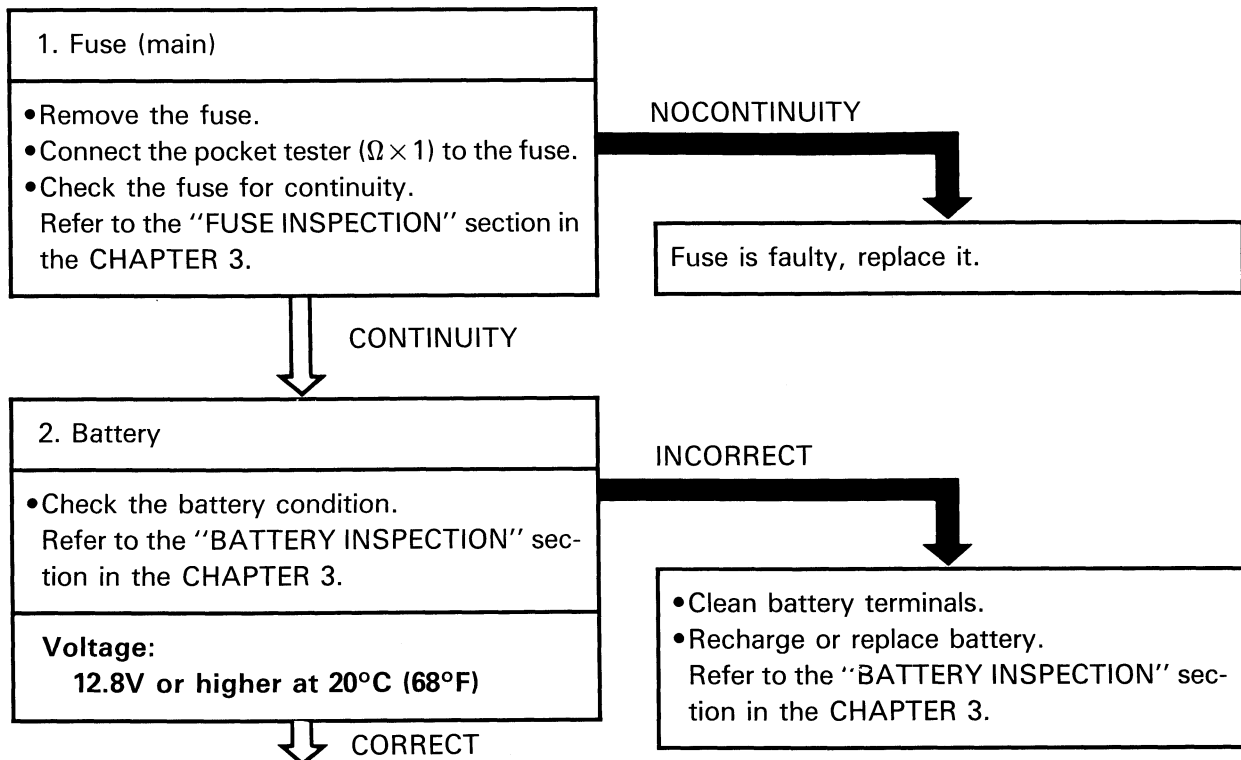 1. Fuse (main)
•Remove the fuse.
•Connect the pocket tester (Ω × 1) to the fuse.
•Check the fuse for continuity.
Refer to the "FUSE INSPECTION" section in
the CHAPTER 3.
NOCONTINUITY
Fuse is faulty, replace it.
CONTINUITY
2. Battery
•Check the battery condition.
Refer to the "BATTERY INSPECTION" sec-
tion in the CHAPTER 3.
Voltage:
12.8V or higher at 20°C (68°F)
INCORRECT
•Clean battery terminals.
•Recharge or replace battery.
Refer to the "BATTERY INSPECTION" sec-
tion in the CHAPTER 3.
CORRECT